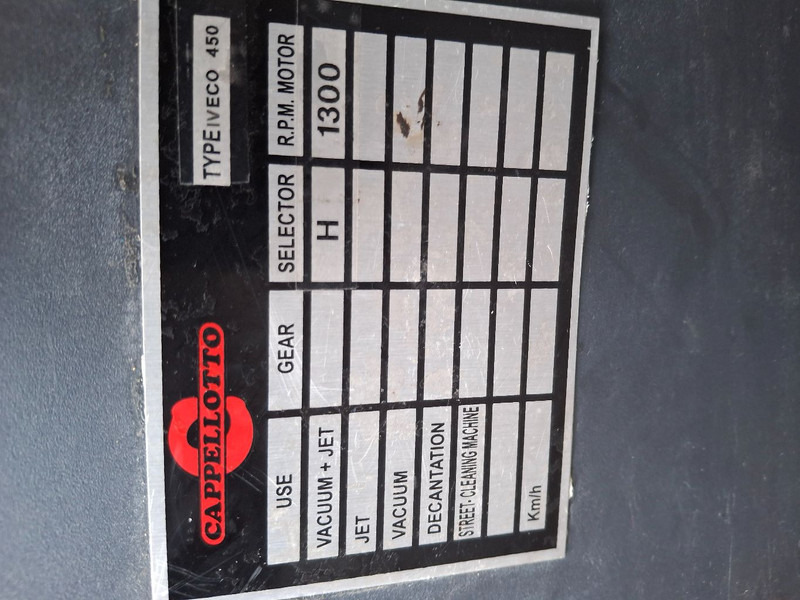 CAPPELLOTTO
TYPE IVECO 450
USE GEAR SELECTOR R.P.M. MOTOR
VACUUM + JET H 1300
JET
VACUUM
DECANTATION
STREET-CLEANING MACHINE
Km/h